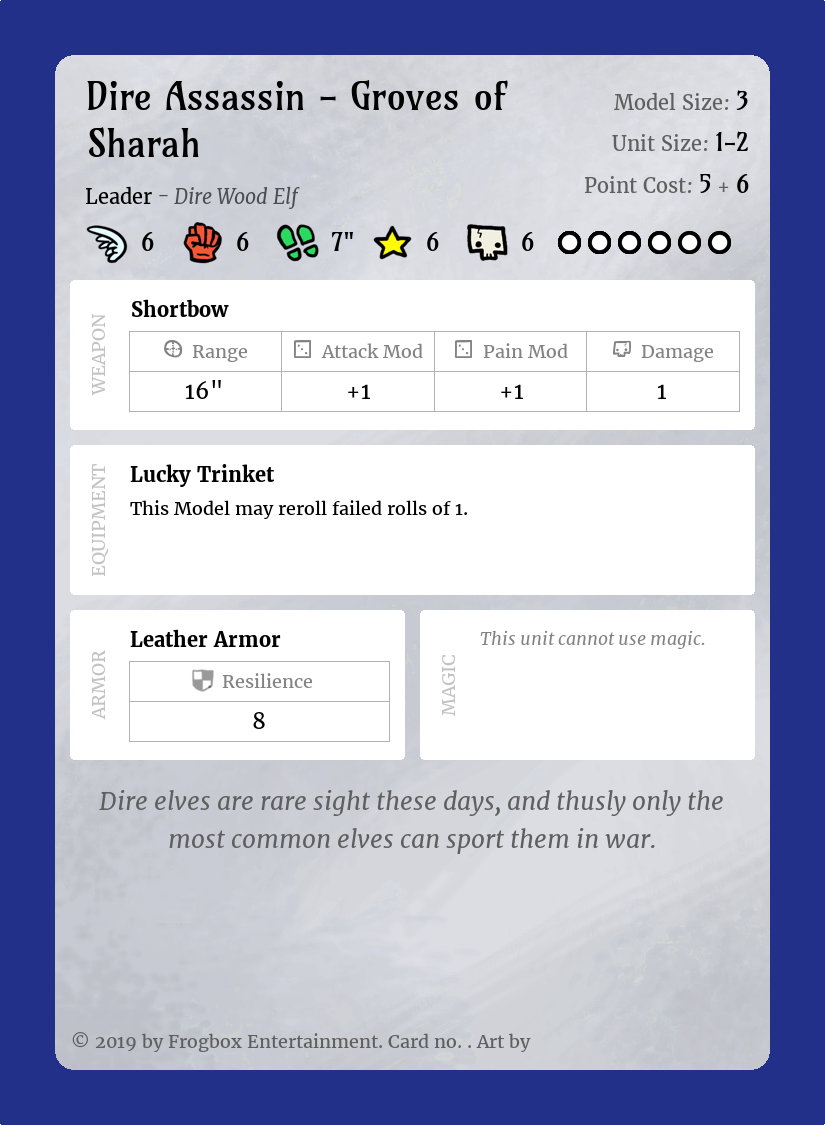 Dire Assassin – Groves of
Sharah
Model Size: 3
Unit Size: 1–2
Point Cost: 5 + 6
Leader – Dire Wood Elf
6 6 7" 6 6
WEAPON
Shortbow
Range Attack Mod Pain Mod Damage
16" +1 +1 1
EQUIPMENT
Lucky Trinket
This Model may reroll failed rolls of 1.
ARMOR
Leather Armor
Resilience
8
MAGIC
This unit cannot use magic.
Dire elves are rare sight these days, and thusly only the
most common elves can sport them in war.
© 2019 by Frogbox Entertainment. Card no. . Art by